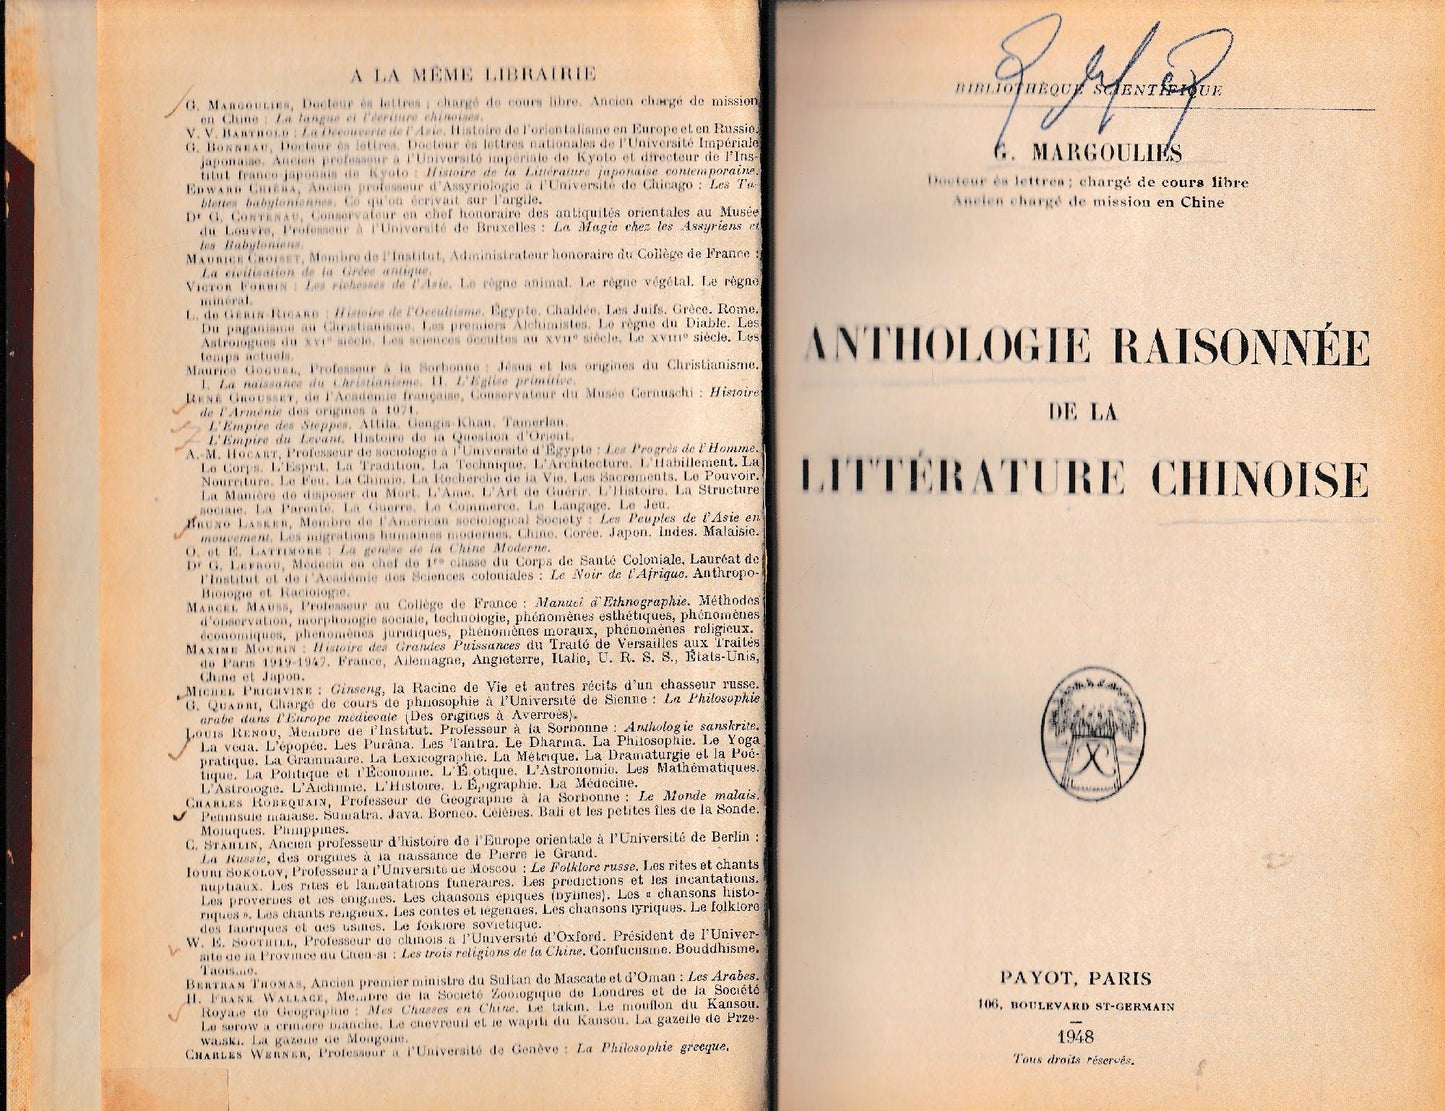 A LA MÊME LIBRAIRIE
G. MARGOULIES, Docteur ès lettres ; chargé de cours libre. Ancien chargé de mission
en Chine : La langue et l'écriture chinoises.
V. V. BARTHOLD : La Découverte de l'Asie. Histoire de l'orientalisme en Europe et en Russie.
G. BONNEAU, Docteur ès lettres. Docteur ès lettres nationales de l'Université Impériale
japonaise. Ancien professeur à l'Université impériale de Kyoto et directeur de l'Ins-
titut franco japonais de Kyoto : Histoire de la Littérature japonaise contemporaine.
EDWARD CHIERA, Ancien professeur d'Assyriologie à l'Université de Chicago : Les Ta-
blettes babyloniennes. Ce qu'on écrivait sur l'argile.
Dr G. CONTENAU, Conservateur en chef honoraire des antiquités orientales au Musée
du Louvre, Professeur à l'Université de Bruxelles : La Magie chez les Assyriens et
les Babyloniens.
MAURICE CROISET, Membre de l'Institut, Administrateur honoraire du Collège de France :
La civilisation de la Grèce antique.
VICTOR FORBIN : Les richesses de l'Asie. Le règne animal. Le règne végétal. Le règne
minéral.
L. de GÉRIN RICARD : Histoire de l'Occultisme. Égypte. Chaldée. Les Juifs. Grèce. Rome.
Du paganisme au Christianisme. Les premiers Alchimistes. Le règne du Diable. Les
Astrologues du XVIe siècle. Les sciences occultes au XVIIe siècle. Le XVIIIe siècle. Les
temps actuels.
Maurice GOGUEL, Professeur à la Sorbonne : Jésus et les origines du Christianisme.
I. La naissance du Christianisme. II. L'Église primitive.
RENÉ GROUSSET, de l'Académie française, Conservateur du Musée Cernuschi : Histoire
de l'Arménie des origines à 1071.
L'Empire des Steppes. Attila. Gengis Khan. Tamerlan.
L'Empire du Levant. Histoire de la Question d'Orient.
A.-M. HOCART, Professeur de sociologie à l'Université d'Égypte : Les Progrès de l'Homme.
Le Corps. L'Esprit. La Tradition. La Technique. L'Architecture. L'Habillement. La
Nourriture. Le Feu. La Chimie. La Recherche de la Vie. Les Sacrements. Le Pouvoir.
La Manière de disposer du Mort. L'Ame. L'Art de Guérir. L'Histoire. La Structure
sociale. La Parenté. La Guerre. Le Commerce. Le Langage. Le Jeu.
BRUNO LASKER, Membre de l'American sociological Society : Les Peuples de l'Asie en
mouvement. Les migrations humaines modernes. Chine. Corée. Japon. Indes. Malaisie.
O. et E. LATTIMORE : La genèse de la Chine Moderne.
Dr G. LEFROU, Médecin en chef de 1re classe du Corps de Santé Coloniale. Lauréat de
l'Institut et de l'Académie des Sciences coloniales : Le Noir de l'Afrique. Anthropo-
Biologie et Raciologie.
MARCEL MAUSS, Professeur au Collège de France : Manuel d'Ethnographie. Méthodes
d'observation, morphologie sociale, technologie, phénomènes esthétiques, phénomènes
économiques, phénomènes juridiques, phénomènes moraux, phénomènes religieux.
MAXIME MOURIN : Histoire des Grandes Puissances du Traité de Versailles aux Traités
de Paris 1919-1947. France, Allemagne, Angleterre, Italie, U. R. S. S., États-Unis,
Chine et Japon.
MICHEL PRICHVINE : Ginseng, la Racine de Vie et autres récits d'un chasseur russe.
G. QUADRI, Chargé de cours de philosophie à l'Université de Sienne : La Philosophie
arabe dans l'Europe médiévale (Des origines à Averroès).
LOUIS RENOU, Membre de l'Institut. Professeur à la Sorbonne : Anthologie sanskrite.
La veda. L'épopée. Les Purâna. Les Tantra. Le Dharma. La Philosophie. Le Yoga
pratique. La Grammaire. La Lexicographie. La Métrique. La Dramaturgie et la Poé-
tique. La Politique et l'Économie. L'Érotique. L'Astronomie. Les Mathématiques.
L'Astrologie. L'Alchimie. L'Histoire. L'Épigraphie. La Médecine.
CHARLES ROBEQUAIN, Professeur de Géographie à la Sorbonne : Le Monde malais.
Péninsule malaise. Sumatra. Java. Bornéo. Célèbes. Bali et les petites îles de la Sonde.
Moluques. Philippines.
C. STAHLIN, Ancien professeur d'histoire de l'Europe orientale à l'Université de Berlin :
La Russie, des origines à la naissance de Pierre le Grand.
IOURI SOKOLOV, Professeur à l'Université de Moscou : Le Folklore russe. Les rites et chants
nuptiaux. Les rites et lamentations funéraires. Les prédictions et les incantations.
Les proverbes et les énigmes. Les chansons épiques (bylines). Les « chansons histo-
riques ». Les chants religieux. Les contes et légendes. Les chansons lyriques. Le folklore
des fabriques et des usines. Le folklore soviétique.
W. E. SOOTHILL, Professeur de chinois à l'Université d'Oxford. Président de l'Univer-
sité de la Province du Chen-si : Les trois religions de la Chine. Confucisme. Bouddhisme.
Taoïsme.
BERTRAM THOMAS, Ancien premier ministre du Sultan de Mascate et d'Oman : Les Arabes.
H. FRANK WALLACE, Membre de la Société Zoologique de Londres et de la Société
Royale de Géographie : Mes Chasses en Chine. Le takin. Le mouflon du Kansou.
Le serow à crinière blanche. Le chevreuil et le wapiti du Kansou. La gazelle de Prze-
walski. La gazelle de Mongolie.
CHARLES WERNER, Professeur à l'Université de Genève : La Philosophie grecque.
BIBLIOTHÈQUE SCIENTIFIQUE
G. MARGOULIÈS
Docteur ès lettres ; chargé de cours libre
Ancien chargé de mission en Chine
ANTHOLOGIE RAISONNÉE
DE LA
LITTÉRATURE CHINOISE
PAYOT, PARIS
106, BOULEVARD ST-GERMAIN
1948
Tous droits réservés.